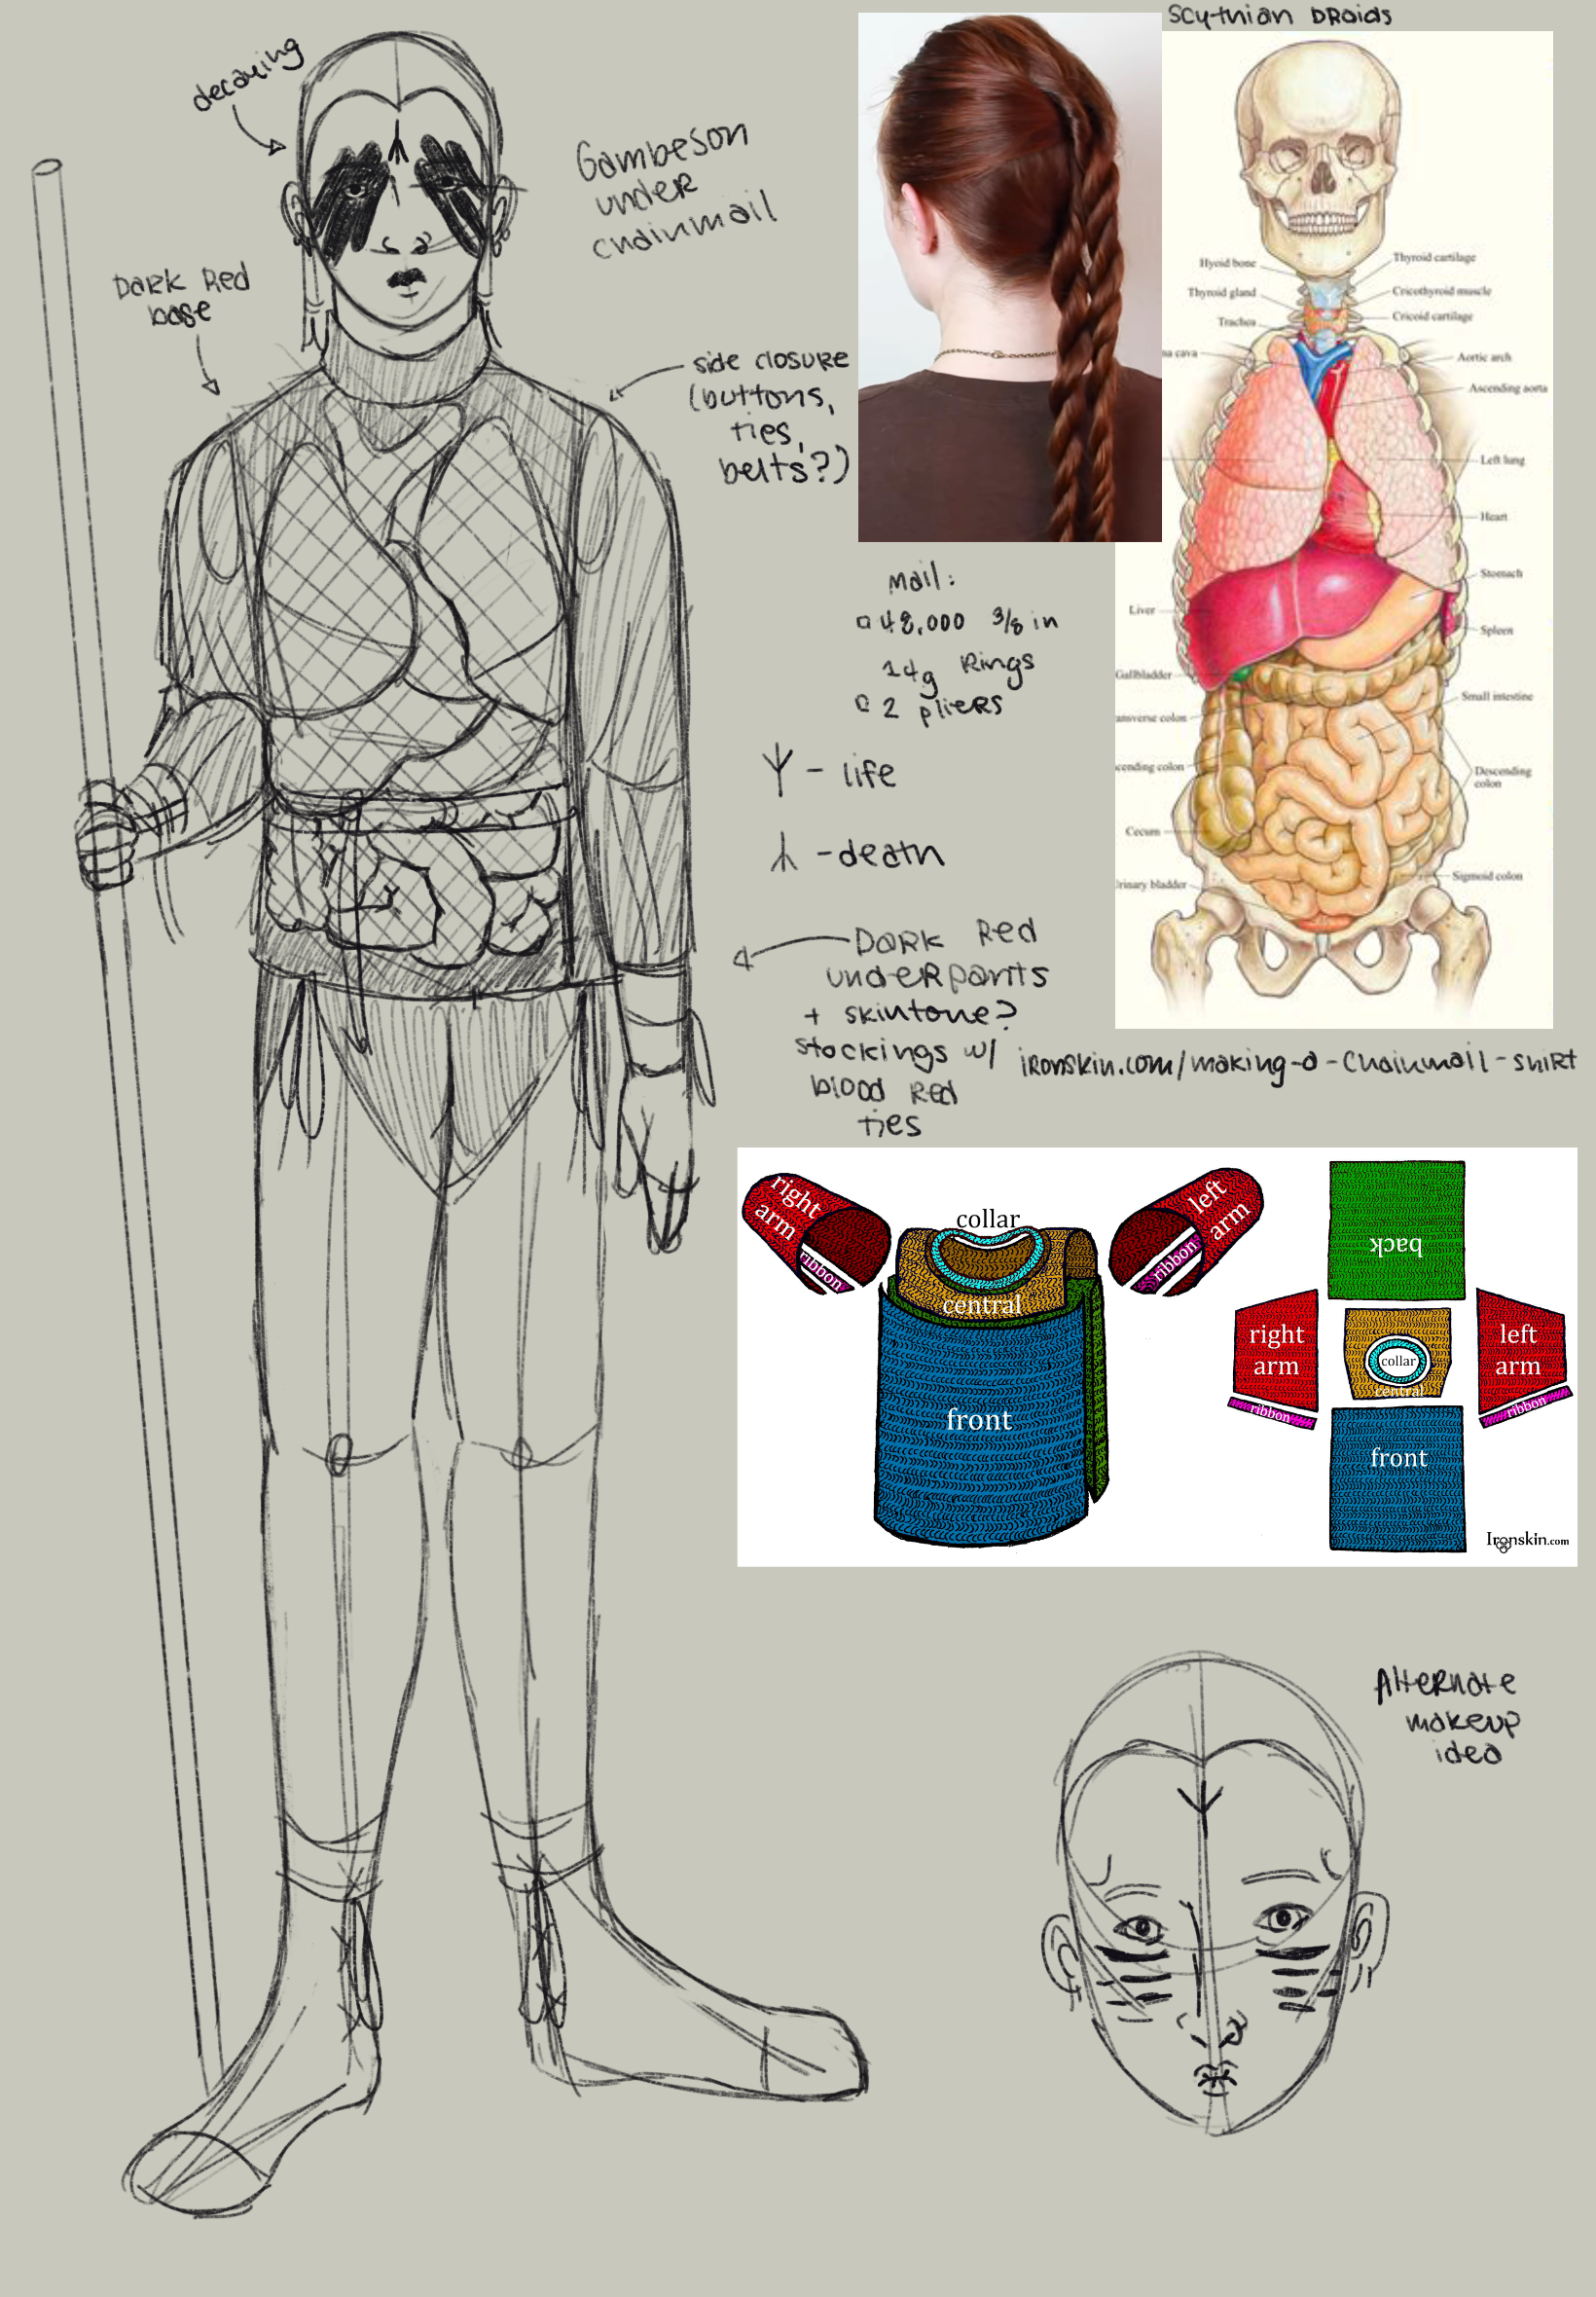 decaying
Dark Red
base
Gambeson
under
chainmail
side closure
(buttons,
ties,
belts?)
Scythian Braids
Hyoid bone
Thyroid gland
Trachea
na cava
Thyroid cartilage
Cricothyroid muscle
Cricoid cartilage
Aortic arch
Ascending aorta
Left lung
Heart
Stomach
Spleen
Liver
Gallbladder
ansverse colon
cending colon
Cecum
rinary bladder
Small intestine
Descending
colon
Sigmoid colon
mail:
48,000 3/8 in
14g Rings
2 pliers
- life
- death
Dark Red
underpants
+ skintone?
stockings w/
blood red
ties
ironskin.com/making-a-chainmail-shirt
right
arm
ribbon
collar
central
front
left
arm
ribbon
back
right
arm
ribbon
collar
central
left
arm
ribbon
front
Ironskin.com
Alternate
makeup
idea